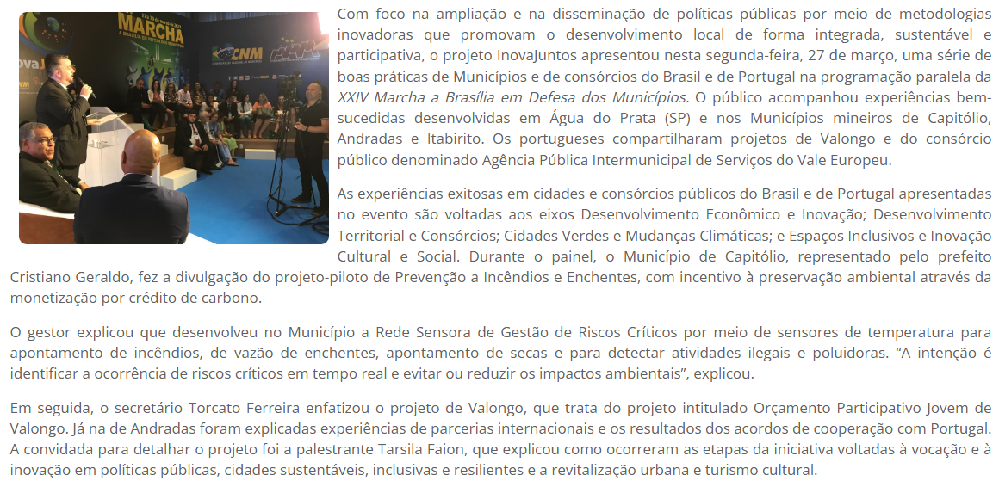 27 a 30 de março de 2023
MARCHA
A BRASÍLIA EM DEFESA DOS MUNICÍPIOS
CNM
Com foco na ampliação e na disseminação de políticas públicas por meio de metodologias
inovadoras que promovam o desenvolvimento local de forma integrada, sustentável e
participativa, o projeto InovaJuntos apresentou nesta segunda-feira, 27 de março, uma série de
boas práticas de Municípios e de consórcios do Brasil e de Portugal na programação paralela da
XXIV Marcha a Brasília em Defesa dos Municípios. O público acompanhou experiências bem-
sucedidas desenvolvidas em Água do Prata (SP) e nos Municípios mineiros de Capitólio,
Andradas e Itabirito. Os portugueses compartilharam projetos de Valongo e do consórcio
público denominado Agência Pública Intermunicipal de Serviços do Vale Europeu.
As experiências exitosas em cidades e consórcios públicos do Brasil e de Portugal apresentadas
no evento são voltadas aos eixos Desenvolvimento Econômico e Inovação; Desenvolvimento
Territorial e Consórcios; Cidades Verdes e Mudanças Climáticas; e Espaços Inclusivos e Inovação
Cultural e Social. Durante o painel, o Município de Capitólio, representado pelo prefeito
Cristiano Geraldo, fez a divulgação do projeto-piloto de Prevenção a Incêndios e Enchentes, com incentivo à preservação ambiental através da
monetização por crédito de carbono.
O gestor explicou que desenvolveu no Município a Rede Sensora de Gestão de Riscos Críticos por meio de sensores de temperatura para
apontamento de incêndios, de vazão de enchentes, apontamento de secas e para detectar atividades ilegais e poluidoras. “A intenção é
identificar a ocorrência de riscos críticos em tempo real e evitar ou reduzir os impactos ambientais”, explicou.
Em seguida, o secretário Torcato Ferreira enfatizou o projeto de Valongo, que trata do projeto intitulado Orçamento Participativo Jovem de
Valongo. Já na de Andradas foram explicadas experiências de parcerias internacionais e os resultados dos acordos de cooperação com Portugal.
A convidada para detalhar o projeto foi a palestrante Tarsila Faion, que explicou como ocorreram as etapas da iniciativa voltadas à vocação e à
inovação em políticas públicas, cidades sustentáveis, inclusivas e resilientes e a revitalização urbana e turismo cultural.